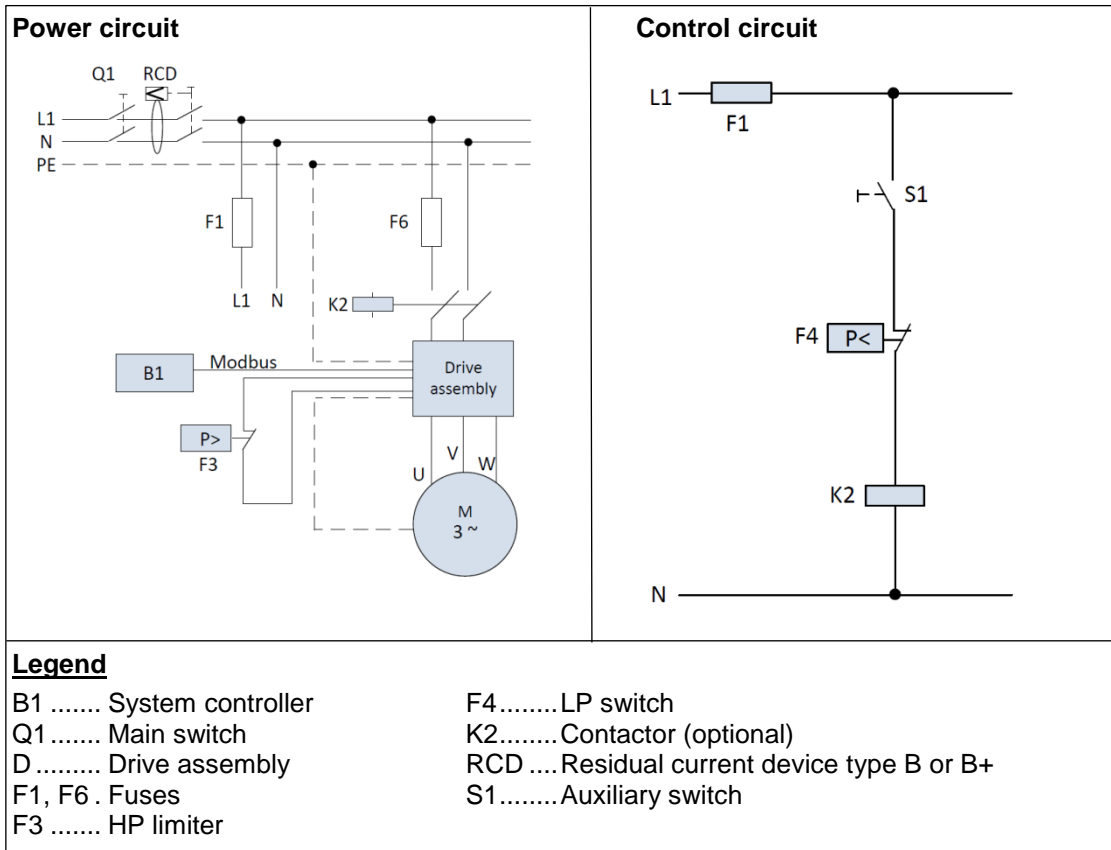 Power circuit
Q1 RCD
L1
N
PE
F1
F6
L1 N
K2
B1
Modbus
Drive
assembly
P>
F3
U
V
W
M
3 ~
Control circuit
L1
F1
S1
F4
P<
K2
N
Legend
B1 ....... System controller
Q1 ....... Main switch
D ......... Drive assembly
F1, F6 . Fuses
F3 ....... HP limiter
F4........LP switch
K2........Contactor (optional)
RCD ....Residual current device type B or B+
S1........Auxiliary switch